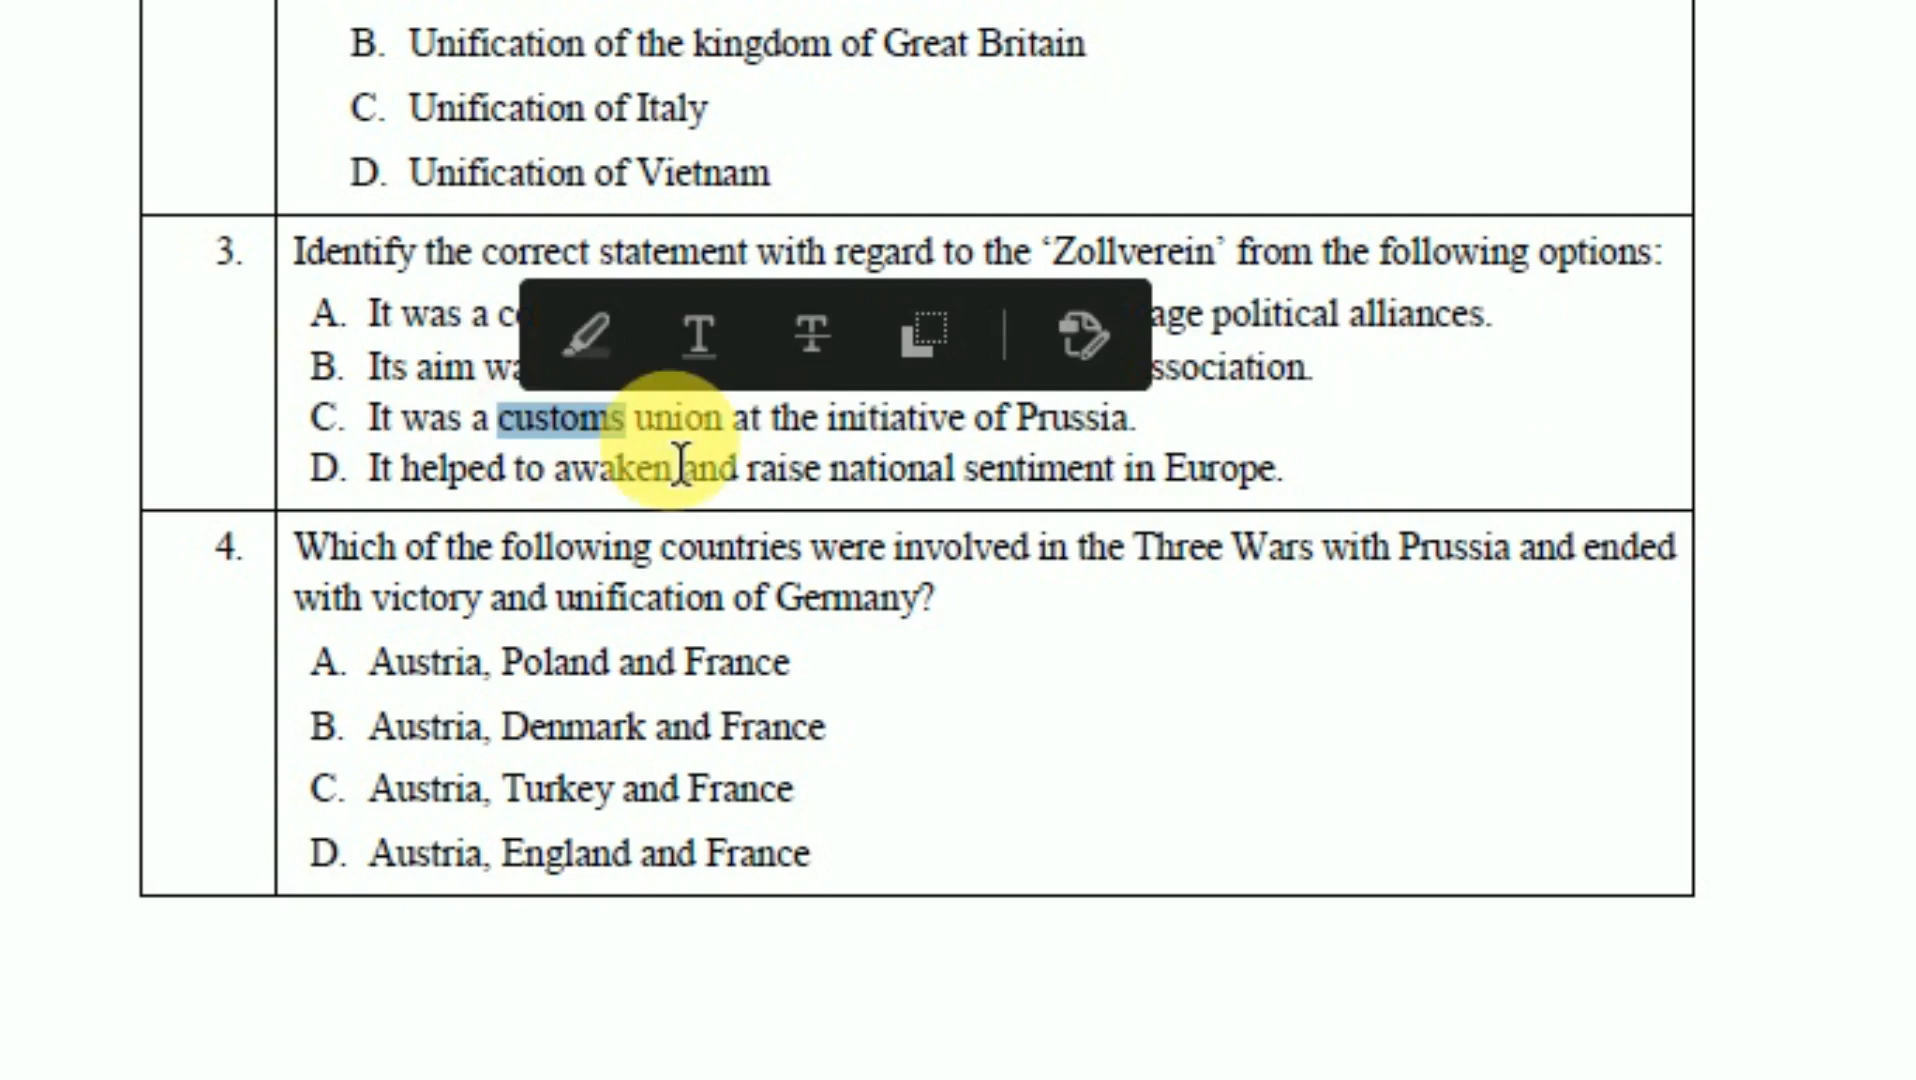 B. Unification of the kingdom of Great Britain
C. Unification of Italy
D. Unification of Vietnam
3. Identify the correct statement with regard to the ‘Zollverein’ from the following options:
A. It was a political alliances.
B. Its aim
C. It was a customs union at the initiative of Prussia.
D. It helped to awaken and raise national sentiment in Europe.
4. Which of the following countries were involved in the Three Wars with Prussia and ended
with victory and unification of Germany?
A. Austria, Poland and France
B. Austria, Denmark and France
C. Austria, Turkey and France
D. Austria, England and France